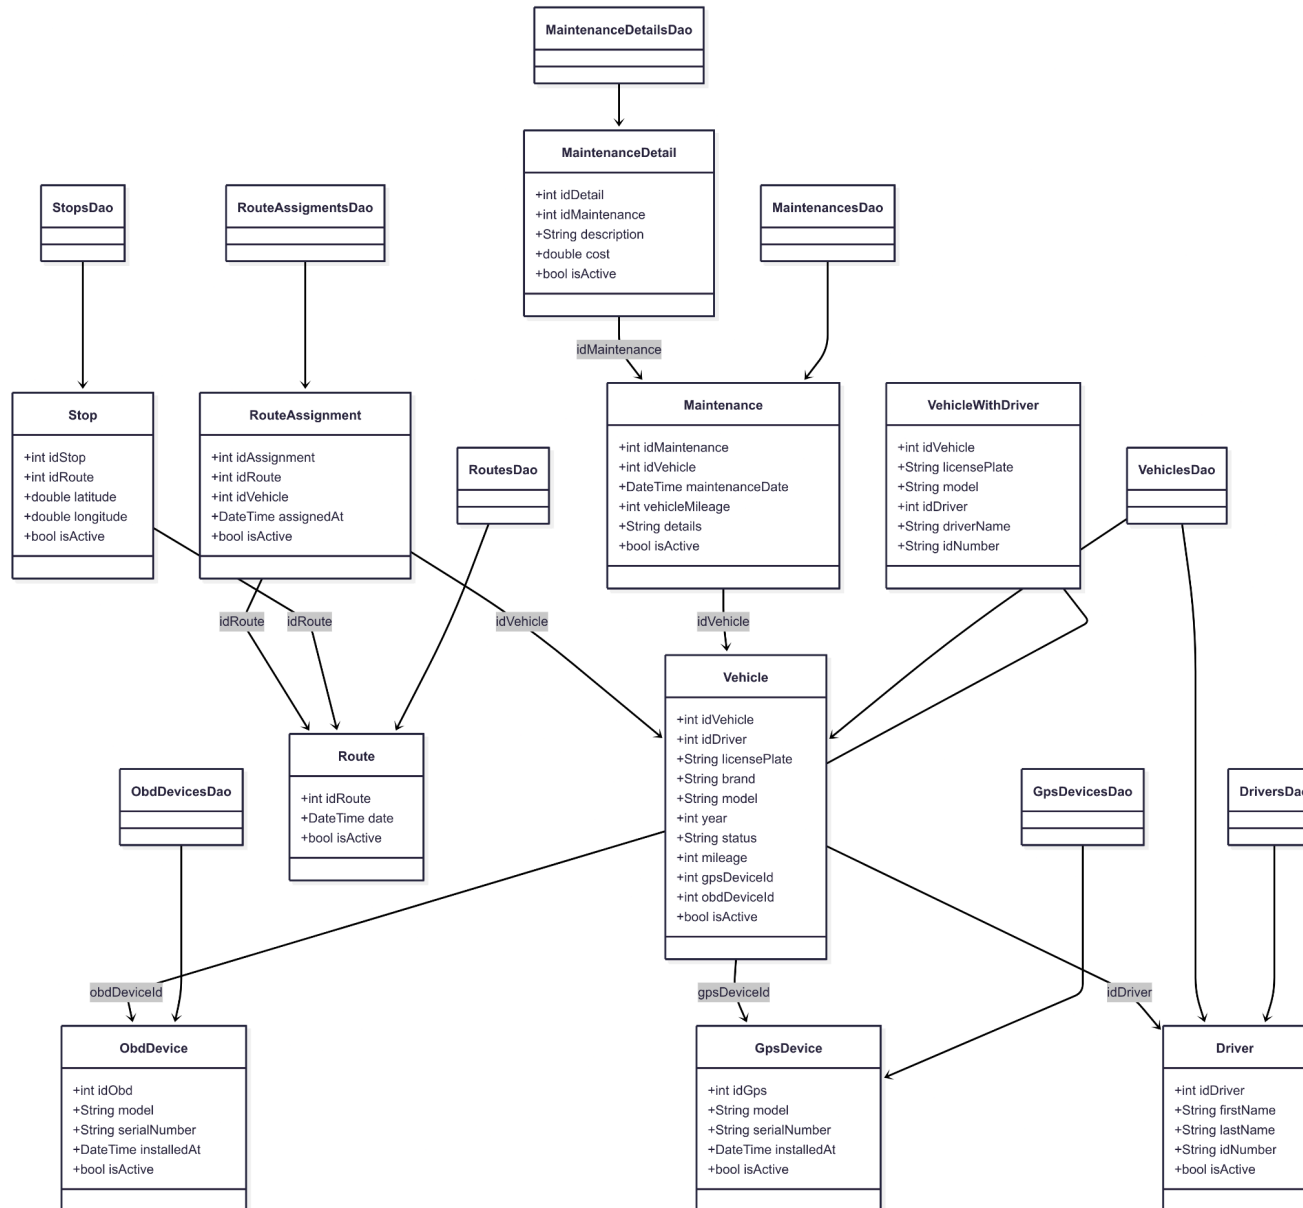 MaintenanceDetailsDao
MaintenanceDetail
+int idDetail
+int idMaintenance
+String description
+double cost
+bool isActive
StopsDao
RouteAssigmentsDao
MaintenancesDao
idMaintenance
Stop
+int idStop
+int idRoute
+double latitude
+double longitude
+bool isActive
RouteAssignment
+int idAssignment
+int idRoute
+int idVehicle
+DateTime assignedAt
+bool isActive
RoutesDao
Maintenance
+int idMaintenance
+int idVehicle
+DateTime maintenanceDate
+int vehicleMileage
+String details
+bool isActive
VehicleWithDriver
+int idVehicle
+String licensePlate
+String model
+int idDriver
+String driverName
+String idNumber
VehiclesDao
idRoute
idRoute
idVehicle
idVehicle
Vehicle
+int idVehicle
+int idDriver
+String licensePlate
+String brand
+String model
+int year
+String status
+int mileage
+int gpsDeviceId
+int obdDeviceId
+bool isActive
Route
+int idRoute
+DateTime date
+bool isActive
ObdDevicesDao
GpsDevicesDao
DriversDao
obdDeviceId
gpsDeviceId
idDriver
ObdDevice
+int idObd
+String model
+String serialNumber
+DateTime installedAt
+bool isActive
GpsDevice
+int idGps
+String model
+String serialNumber
+DateTime installedAt
+bool isActive
Driver
+int idDriver
+String firstName
+String lastName
+String idNumber
+bool isActive